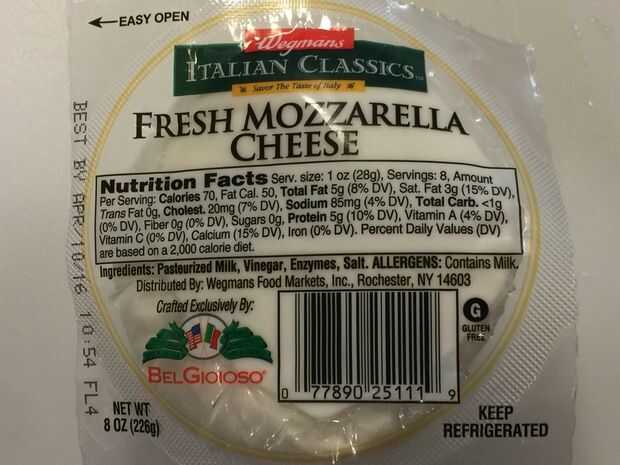 EASY OPEN
Wegmans
ITALIAN CLASSICS
Savor The Taste of Italy
FRESH MOZZARELLA
CHEESE
Nutrition Facts Serv. size: 1 oz (28g), Servings: 8, Amount
Per Serving: Calories 70, Fat Cal. 50, Total Fat 5g (8% DV), Sat. Fat 3g (15% DV),
Trans Fat 0g, Cholest. 20mg (7% DV), Sodium 85mg (4% DV), Total Carb. <1g
(0% DV), Fiber 0g (0% DV), Sugars 0g, Protein 5g (10% DV), Vitamin A (4% DV),
Vitamin C (0% DV), Calcium (15% DV), Iron (0% DV). Percent Daily Values (DV)
are based on a 2,000 calorie diet.
Ingredients: Pasteurized Milk, Vinegar, Enzymes, Salt. ALLERGENS: Contains Milk.
Distributed By: Wegmans Food Markets, Inc., Rochester, NY 14603
Crafted Exclusively By:
BELGIOIOSO®
0 77890 25111 9
G
GLUTEN
FREE
NET WT
8 OZ (226g)
KEEP
REFRIGERATED
BEST BY APR 10/16 10:54 FL4